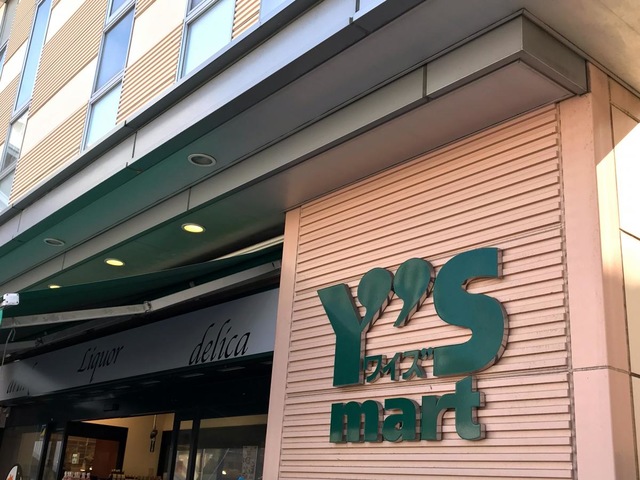 Y's
ワイズ
mart
Liquor
delica